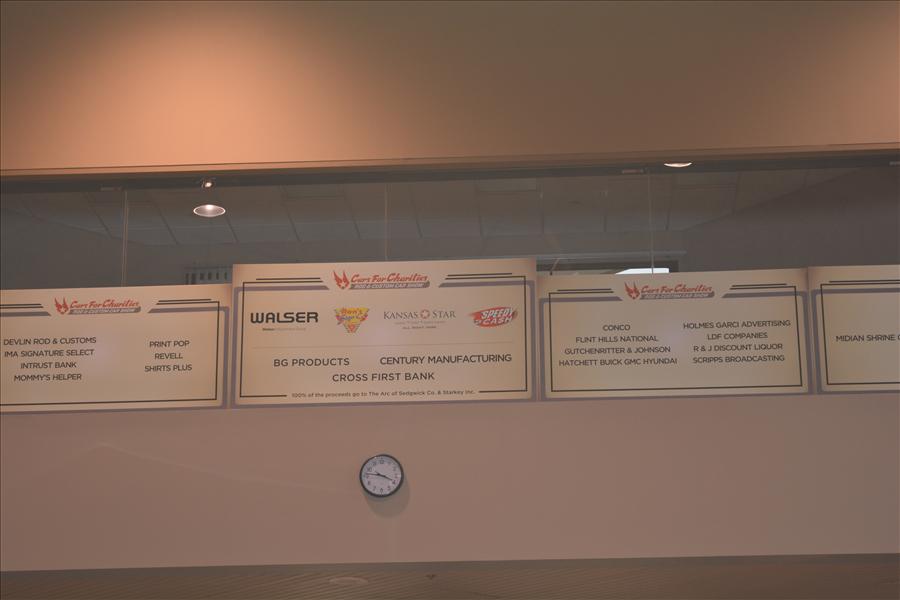 Cars For Charities
ROD & CUSTOM CAR SHOW
DEVLIN ROD & CUSTOMS
IMA SIGNATURE SELECT
INTRUST BANK
MOMMY'S HELPER
PRINT POP
REVELL
SHIRTS PLUS
Cars For Charities
ROD & CUSTOM CAR SHOW
WALSER
KANSAS STAR
SPEEDY
CASH
BG PRODUCTS
CENTURY MANUFACTURING
CROSS FIRST BANK
100% of the proceeds go to The Arc of Sedgwick Co. & Starkey Inc.
Cars For Charities
ROD & CUSTOM CAR SHOW
CONCO
FLINT HILLS NATIONAL
GUTCHENRITTER & JOHNSON
HATCHETT BUICK GMC HYUNDAI
HOLMES GARCI ADVERTISING
LDF COMPANIES
R & J DISCOUNT LIQUOR
SCRIPPS BROADCASTING
MIDIAN SHRINE